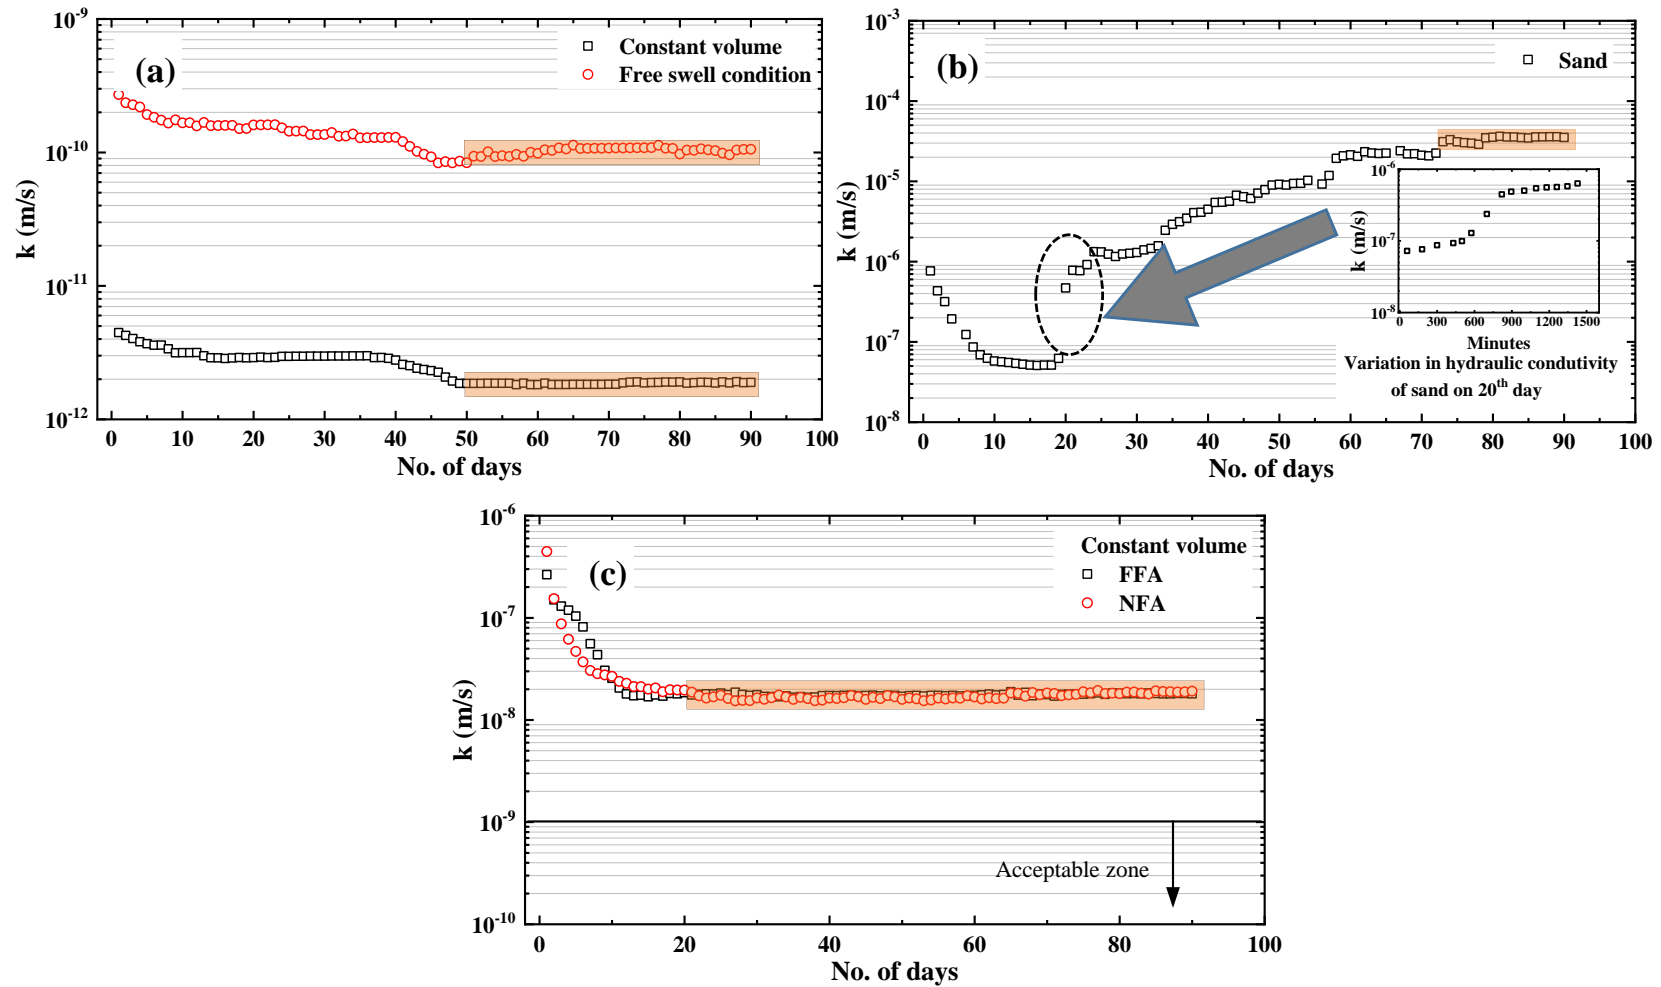 (a)
Constant volume
Free swell condition
10⁻⁹
10⁻¹⁰
10⁻¹¹
10⁻¹²
k (m/s)
0 10 20 30 40 50 60 70 80 90 100
No. of days
(b)
Sand
10⁻³
10⁻⁴
10⁻⁵
10⁻⁶
10⁻⁷
10⁻⁸
k (m/s)
0 10 20 30 40 50 60 70 80 90 100
No. of days
10⁻⁶
10⁻⁷
10⁻⁸
k (m/s)
0 300 600 900 1200 1500
Minutes
Variation in hydraulic condutivity
of sand on 20ᵗʰ day
(c)
Constant volume
FFA
NFA
10⁻⁶
10⁻⁷
10⁻⁸
10⁻⁹
10⁻¹⁰
k (m/s)
Acceptable zone
0 20 40 60 80 100
No. of days